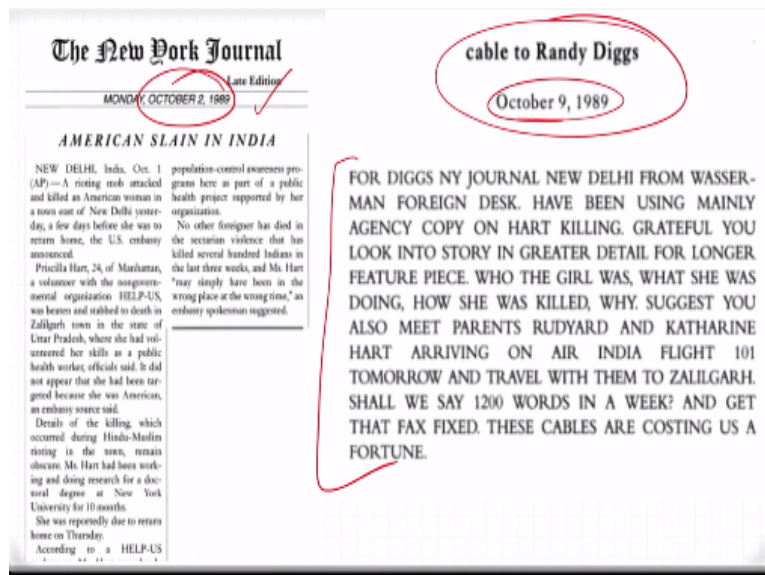 The New York Journal
Late Edition
MONDAY, OCTOBER 2, 1989
AMERICAN SLAIN IN INDIA
NEW DELHI, India, Oct. 1
(AP)—A rioting mob attacked
and killed an American woman in
a town east of New Delhi yester-
day, a few days before she was to
return home, the U.S. embassy
announced.
Priscilla Hart, 24, of Manhattan,
a volunteer with the nongovern-
mental organization HELP-US,
was beaten and stabbed to death in
Zalilgarh town in the state of
Uttar Pradesh, where she had vol-
unteered her skills as a public
health worker, officials said. It did
not appear that she had been tar-
geted because she was American,
an embassy source said.
Details of the killing, which
occurred during Hindu-Muslim
rioting in the town, remain
obscure. Ms. Hart had been work-
ing and doing research for a doc-
toral degree at New York
University for 10 months.
She was reportedly due to return
home on Thursday.
According to a HELP-US
population-control awareness pro-
grams here as part of a public
health project supported by her
organization.
No other foreigner has died in
the sectarian violence that has
killed several hundred Indians in
the last three weeks, and Ms. Hart
"may simply have been in the
wrong place at the wrong time," an
embassy spokesman suggested.
cable to Randy Diggs
October 9, 1989
FOR DIGGS NY JOURNAL NEW DELHI FROM WASSER-
MAN FOREIGN DESK. HAVE BEEN USING MAINLY
AGENCY COPY ON HART KILLING. GRATEFUL YOU
LOOK INTO STORY IN GREATER DETAIL FOR LONGER
FEATURE PIECE. WHO THE GIRL WAS, WHAT SHE WAS
DOING, HOW SHE WAS KILLED, WHY. SUGGEST YOU
ALSO MEET PARENTS RUDYARD AND KATHARINE
HART ARRIVING ON AIR INDIA FLIGHT 101
TOMORROW AND TRAVEL WITH THEM TO ZALILGARH.
SHALL WE SAY 1200 WORDS IN A WEEK? AND GET
THAT FAX FIXED. THESE CABLES ARE COSTING US A
FORTUNE.